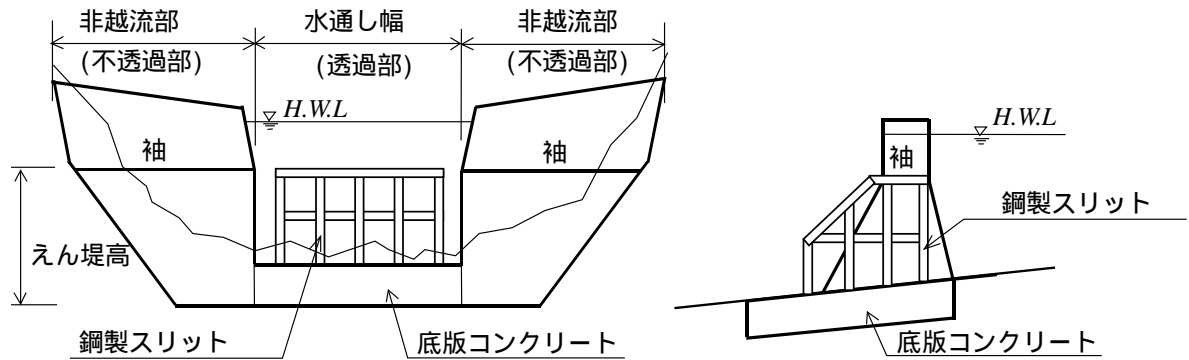 非越流部
水通し幅
非越流部
(不透過部)
(透過部)
(不透過部)
H.W.L
袖
袖
えん堤高
鋼製スリット
底版コンクリート
H.W.L
袖
鋼製スリット
底版コンクリート